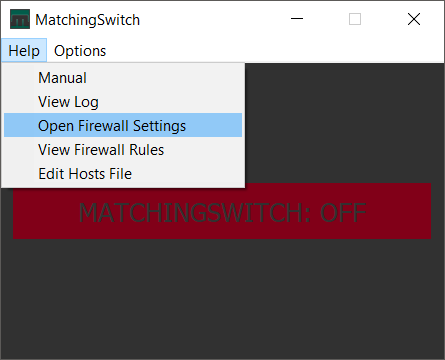 MatchingSwitch
Help Options
Manual
View Log
Open Firewall Settings
View Firewall Rules
Edit Hosts File
MATCHINGSWITCH: OFF